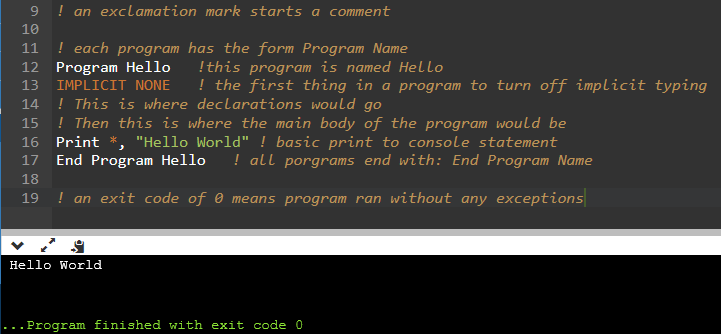 9 ! an exclamation mark starts a comment
10
11 ! each program has the form Program Name
12 Program Hello !this program is named Hello
13 IMPLICIT NONE ! the first thing in a program to turn off implicit typing
14 ! This is where declarations would go
15 ! Then this is where the main body of the program would be
16 Print *, "Hello World" ! basic print to console statement
17 End Program Hello ! all porgrams end with: End Program Name
18
19 ! an exit code of 0 means program ran without any exceptions
Hello World
...Program finished with exit code 0